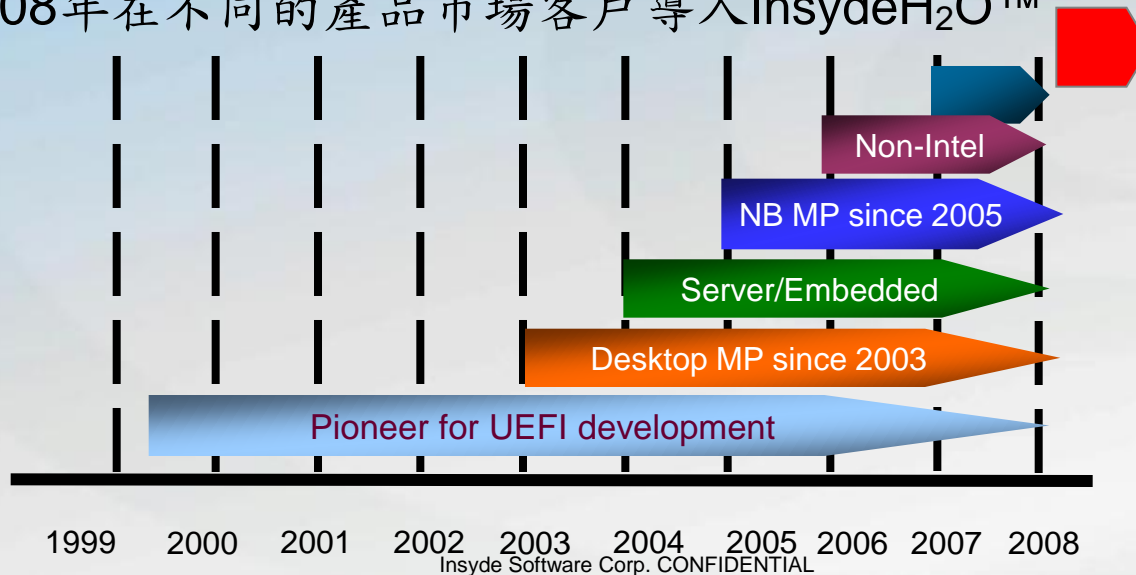 08年在不同的產品市場客戶導入InsydeH₂O™
Non-Intel
NB MP since 2005
Server/Embedded
Desktop MP since 2003
Pioneer for UEFI development
1999 2000 2001 2002 2003 2004 2005 2006 2007 2008
Insyde Software Corp. CONFIDENTIAL